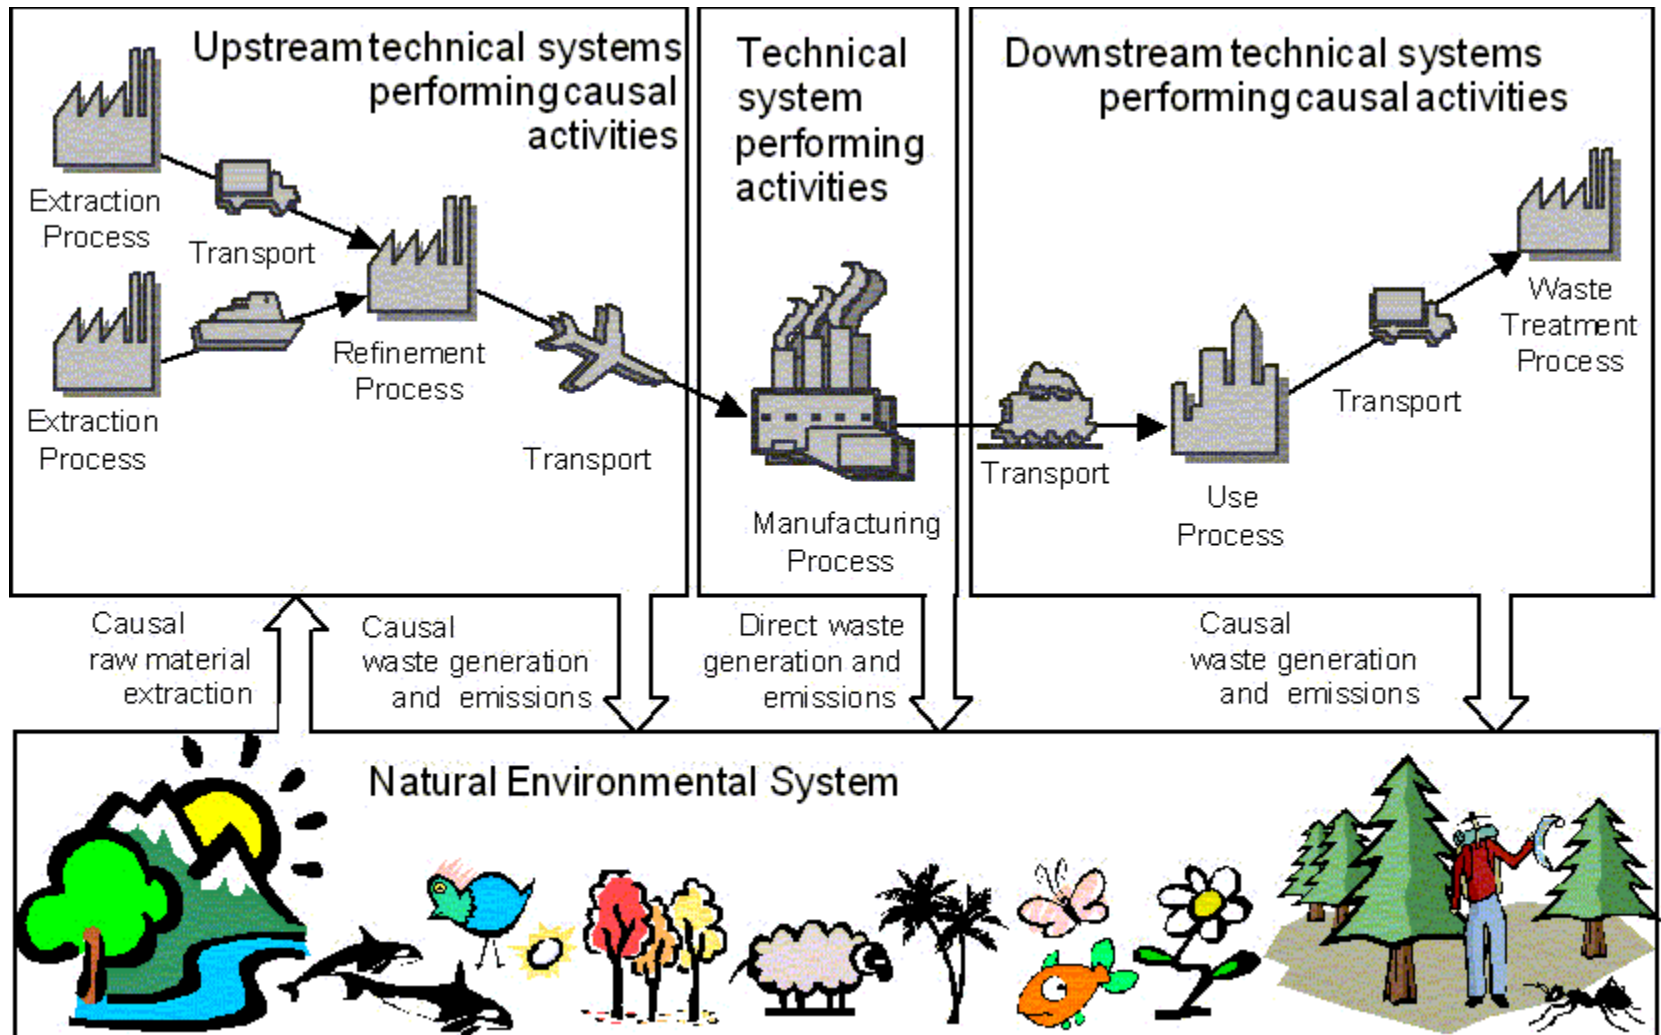 Upstream technical systems
performing causal
activities
Extraction
Process
Transport
Extraction
Process
Refinement
Process
Transport
Technical
system
performing
activities
Manufacturing
Process
Downstream technical systems
performing causal activities
Transport
Use
Process
Transport
Waste
Treatment
Process
Causal
raw material
extraction
Causal
waste generation
and emissions
Direct waste
generation and
emissions
Causal
waste generation
and emissions
Natural Environmental System